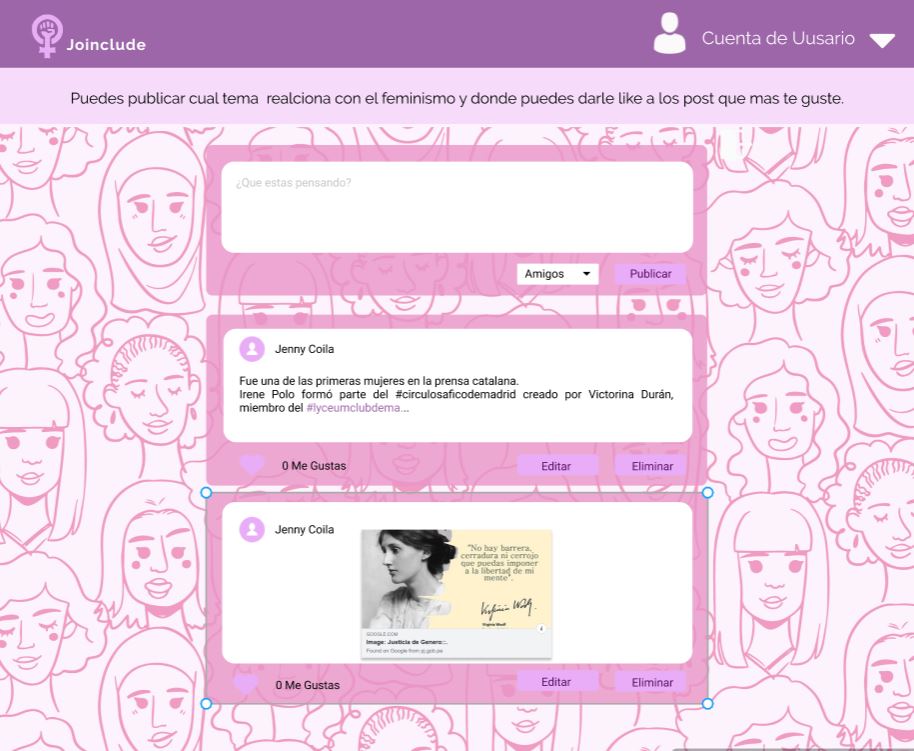 Joinclude
Cuenta de Uusario
Puedes publicar cual tema realciona con el feminismo y donde puedes darle like a los post que mas te guste.
¿Que estas pensando?
Amigos
Publicar
Jenny Coila
Fue una de las primeras mujeres en la prensa catalana.
Irene Polo formó parte del #circulosaficodemadrid creado por Victorina Durán,
miembro del #lyceumclubdema...
0 Me Gustas
Editar
Eliminar
Jenny Coila
"No hay barrera,
cerradura ni cerrojo
que puedas imponer
a la libertad de mi
mente".
Virginia Woolf
GOOGLE.COM
Image: Justicia de Genero::.
Found on Google from pj.gob.pe
0 Me Gustas
Editar
Eliminar